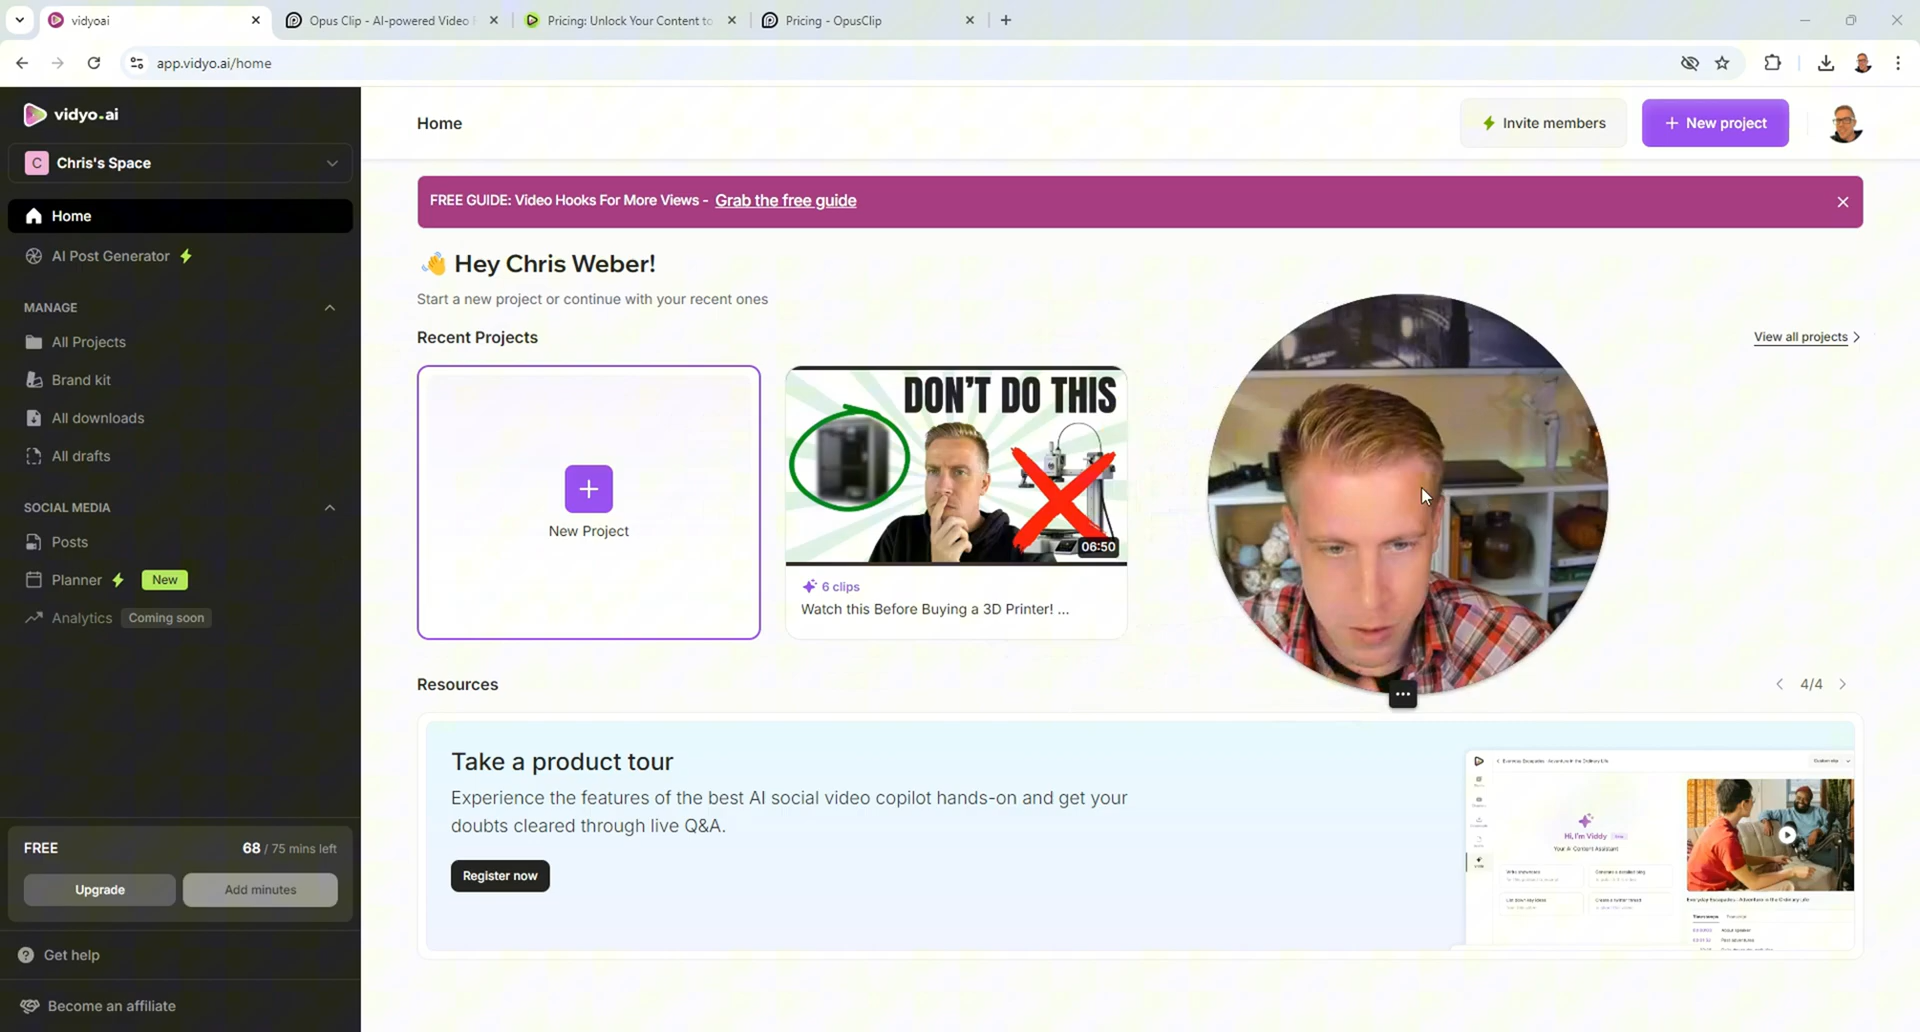 vidyoai
Opus Clip - AI-powered Video
Pricing: Unlock Your Content to
Pricing - OpusClip
app.vidyo.ai/home
vidyo.ai
C Chris's Space
Home
AI Post Generator
MANAGE
All Projects
Brand kit
All downloads
All drafts
SOCIAL MEDIA
Posts
Planner New
Analytics Coming soon
FREE 68 / 75 mins left
Upgrade Add minutes
Get help
Become an affiliate
Home
Invite members
+ New project
FREE GUIDE: Video Hooks For More Views - Grab the free guide
👋 Hey Chris Weber!
Start a new project or continue with your recent ones
Recent Projects
View all projects >
New Project
DON'T DO THIS
06:50
6 clips
Watch this Before Buying a 3D Printer! ...
Resources
< 4/4 >
Take a product tour
Experience the features of the best AI social video copilot hands-on and get your
doubts cleared through live Q&A.
Register now
Hi, I'm Viddy
Your AI Content Assistant